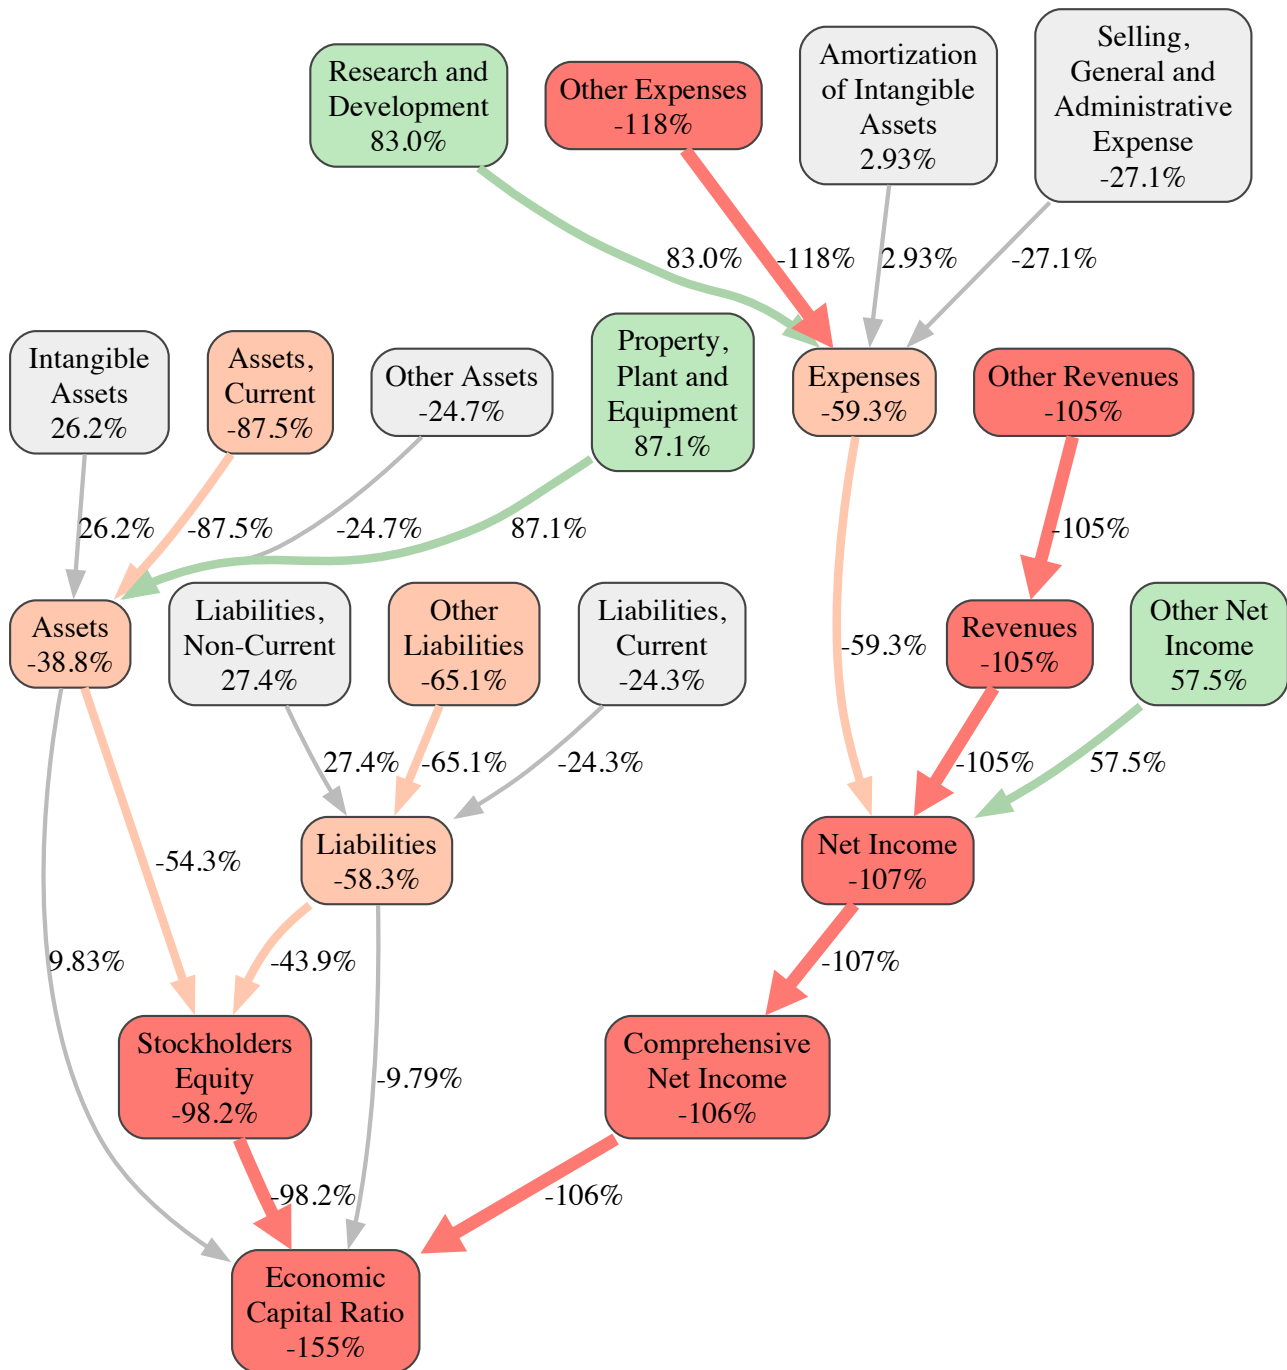 Research and
Development
83.0%
Other Expenses
-118%
Amortization
of Intangible
Assets
2.93%
Selling,
General and
Administrative
Expense
-27.1%
83.0%
-118%
2.93%
-27.1%
Intangible
Assets
26.2%
Assets,
Current
-87.5%
Other Assets
-24.7%
Property,
Plant and
Equipment
87.1%
Expenses
-59.3%
Other Revenues
-105%
26.2%
-87.5%
-24.7%
87.1%
-105%
Assets
-38.8%
Liabilities,
Non-Current
27.4%
Other
Liabilities
-65.1%
Liabilities,
Current
-24.3%
-59.3%
Revenues
-105%
Other Net
Income
57.5%
27.4%
-65.1%
-24.3%
-105%
57.5%
-54.3%
Liabilities
-58.3%
Net Income
-107%
9.83%
-43.9%
-107%
Stockholders
Equity
-98.2%
-9.79%
Comprehensive
Net Income
-106%
-98.2%
-106%
Economic
Capital Ratio
-155%